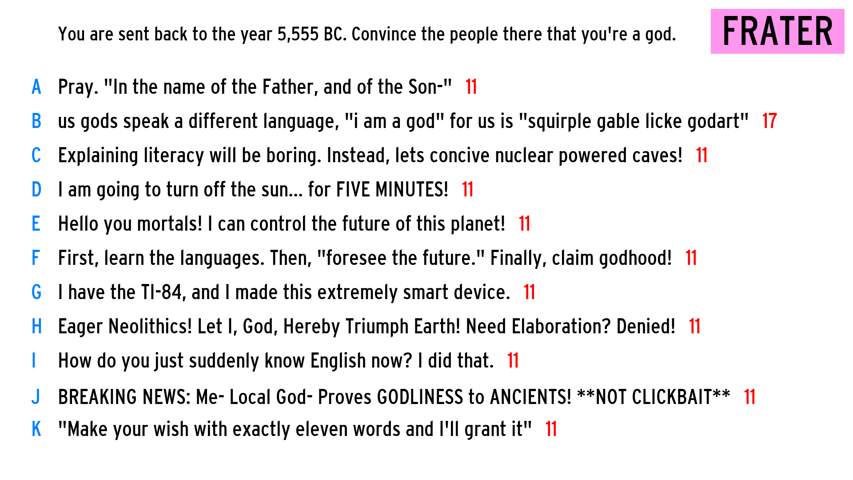 You are sent back to the year 5,555 BC. Convince the people there that you're a god. FRATER
A Pray. "In the name of the Father, and of the Son-" 11
B us gods speak a different language, "i am a god" for us is "squirple gable licke godart" 17
C Explaining literacy will be boring. Instead, lets concive nuclear powered caves! 11
D I am going to turn off the sun... for FIVE MINUTES! 11
E Hello you mortals! I can control the future of this planet! 11
F First, learn the languages. Then, "foresee the future." Finally, claim godhood! 11
G I have the TI-84, and I made this extremely smart device. 11
H Eager Neolithics! Let I, God, Hereby Triumph Earth! Need Elaboration? Denied! 11
I How do you just suddenly know English now? I did that. 11
J BREAKING NEWS: Me- Local God- Proves GODLINESS to ANCIENTS! **NOT CLICKBAIT** 11
K "Make your wish with exactly eleven words and I'll grant it" 11